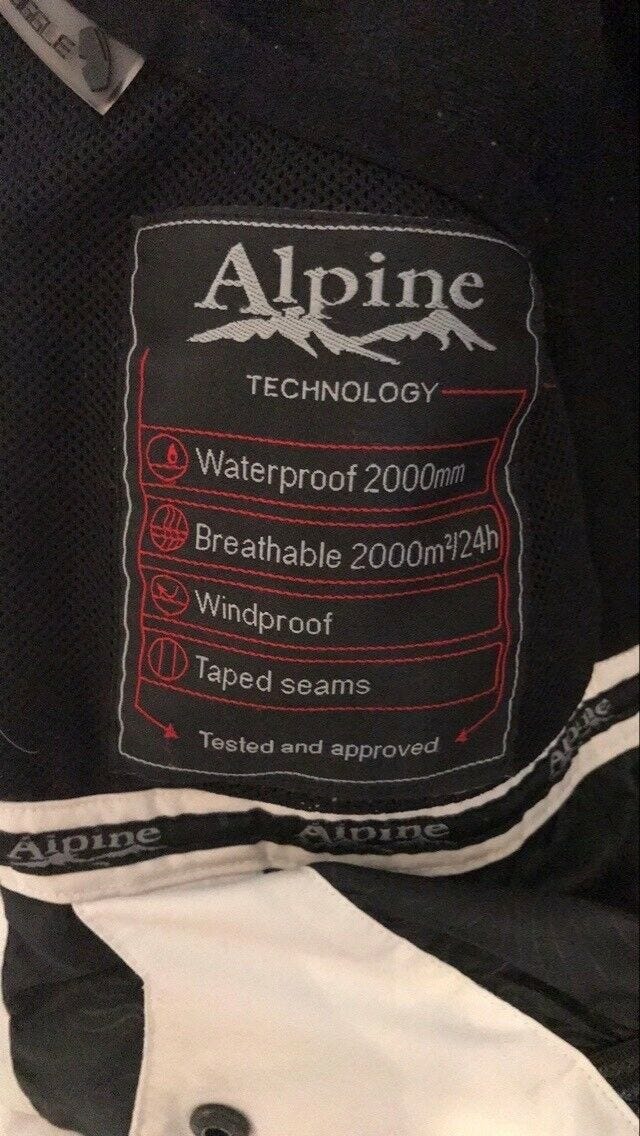 Alpine
TECHNOLOGY
Waterproof 2000mm
Breathable 2000m²/24h
Windproof
Taped seams
Tested and approved
Alpine
Alpine
Alpine